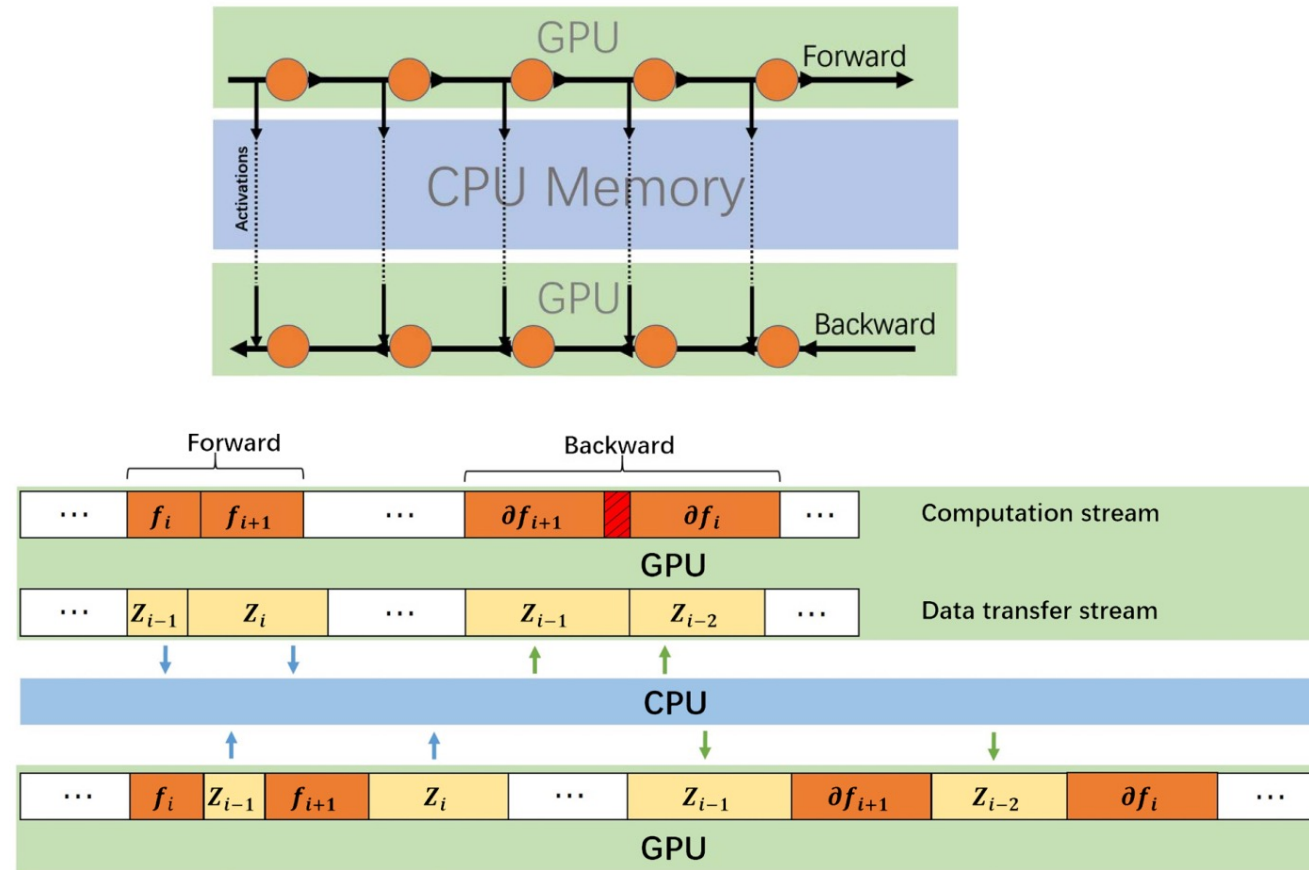 GPU
Forward
Activations
CPU Memory
GPU
Backward
Forward
Backward
... f_i f_{i+1} ... ∂f_{i+1} ∂f_i ... Computation stream
GPU
... Z_{i-1} Z_i ... Z_{i-1} Z_{i-2} ... Data transfer stream
CPU
... f_i Z_{i-1} f_{i+1} Z_i ... Z_{i-1} ∂f_{i+1} Z_{i-2} ∂f_i ...
GPU